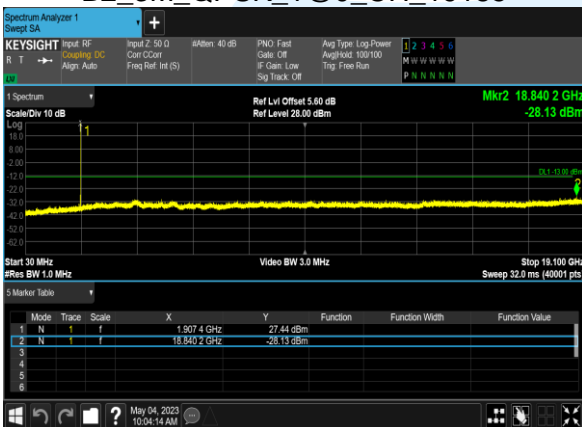 Spectrum Analyzer 1
Swept SA
+
KEYSIGHT
R T
LV
Input: RF
Coupling: DC
Align: Auto
Input Z: 50 Ω
Corr CCorr
Freq Ref: Int (S)
#Atten: 40 dB
PNO: Fast
Gate: Off
IF Gain: Low
Sig Track: Off
Avg Type: Log-Power
Avg|Hold: 100/100
Trig: Free Run
1 2 3 4 5 6
M W W W W W
P N N N N N
1 Spectrum
Scale/Div 10 dB
Ref Lvl Offset 5.60 dB
Ref Level 28.00 dBm
Mkr2 18.840 2 GHz
-28.13 dBm
Log
18.0
8.00
-2.00
-12.0
-22.0
-32.0
-42.0
-52.0
-62.0
1
DL1 -13.00 dBm
2
Start 30 MHz
#Res BW 1.0 MHz
Video BW 3.0 MHz
Stop 19.100 GHz
Sweep 32.0 ms (40001 pts)
5 Marker Table
Mode Trace Scale X Y Function Function Width Function Value
1 N 1 f 1.907 4 GHz 27.44 dBm
2 N 1 f 18.840 2 GHz -28.13 dBm
3
4
5
6
?
May 04, 2023
10:04:14 AM